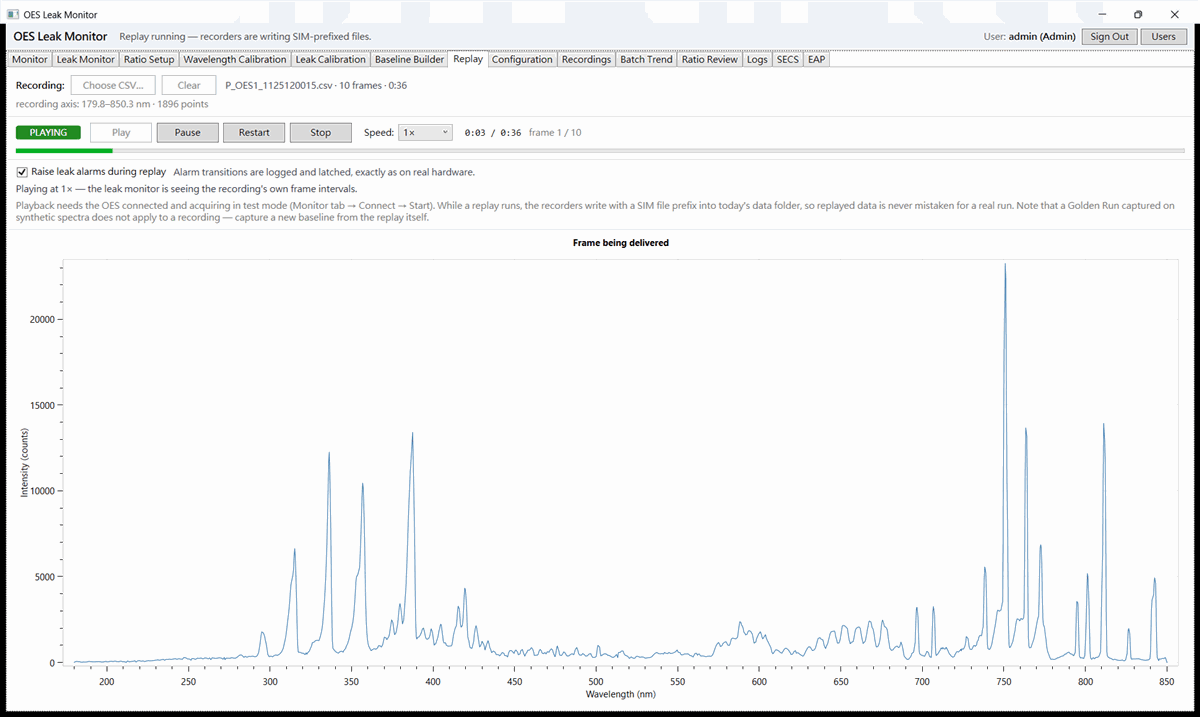 OES Leak Monitor
OES Leak Monitor Replay running — recorders are writing SIM-prefixed files. User: admin (Admin) Sign Out Users
Monitor Leak Monitor Ratio Setup Wavelength Calibration Leak Calibration Baseline Builder Replay Configuration Recordings Batch Trend Ratio Review Logs SECS EAP
Recording: Choose CSV... Clear P_OES1_1125120015.csv · 10 frames · 0:36
recording axis: 179.8–850.3 nm · 1896 points
PLAYING Play Pause Restart Stop Speed: 1× 0:03 / 0:36 frame 1 / 10
Raise leak alarms during replay Alarm transitions are logged and latched, exactly as on real hardware.
Playing at 1× — the leak monitor is seeing the recording's own frame intervals.
Playback needs the OES connected and acquiring in test mode (Monitor tab → Connect → Start). While a replay runs, the recorders write with a SIM file prefix into today's data folder, so replayed data is never mistaken for a real run. Note that a Golden Run captured on
synthetic spectra does not apply to a recording — capture a new baseline from the replay itself.
Frame being delivered
20000
15000
10000
5000
0
Intensity (counts)
200 250 300 350 400 450 500 550 600 650 700 750 800 850
Wavelength (nm)